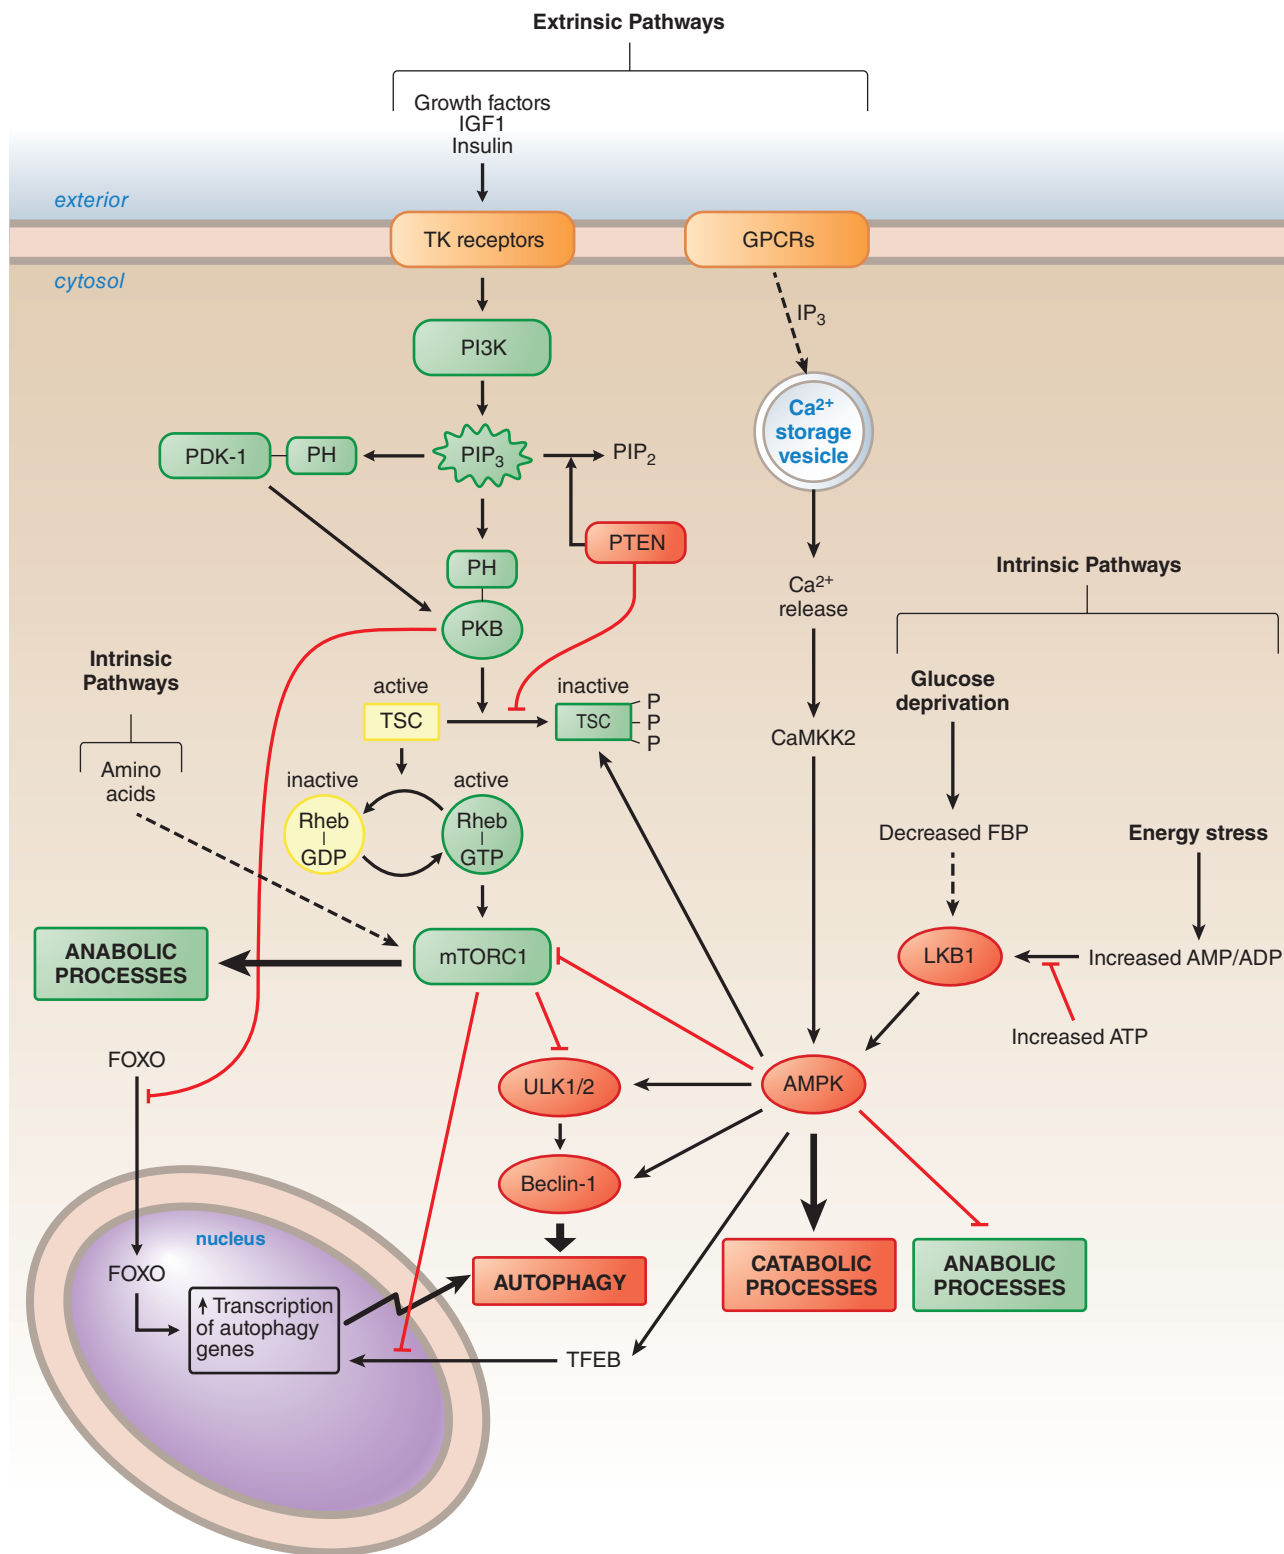 Extrinsic Pathways
Growth factors
IGF1
Insulin
exterior
TK receptors
GPCRs
cytosol
IP3
PI3K
Ca2+
storage
vesicle
PDK-1
PH
PIP3
PIP2
PTEN
PH
Ca2+
release
Intrinsic Pathways
PKB
Intrinsic
Pathways
active
inactive
Glucose
deprivation
TSC
TSC
P
P
P
CaMKK2
Amino
acids
inactive
active
Rheb
GDP
Rheb
GTP
Decreased FBP
Energy stress
ANABOLIC
PROCESSES
mTORC1
LKB1
Increased AMP/ADP
Increased ATP
FOXO
ULK1/2
AMPK
Beclin-1
nucleus
FOXO
Transcription
of autophagy
genes
AUTOPHAGY
CATABOLIC
PROCESSES
ANABOLIC
PROCESSES
TFEB